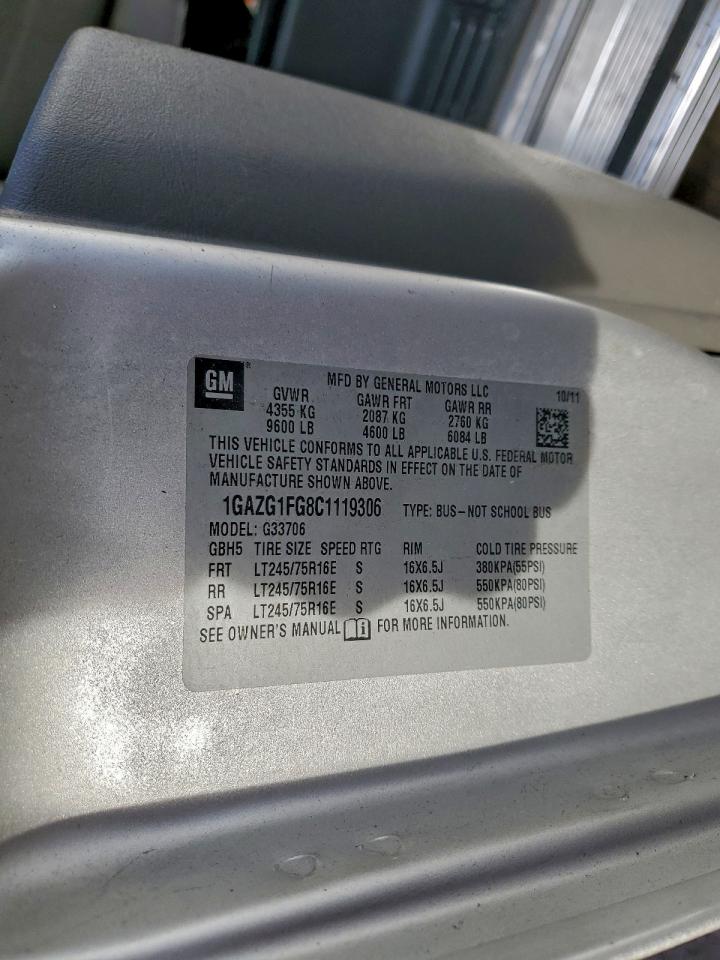 GM
MFD BY GENERAL MOTORS LLC 10/11
GVWR GAWR FRT GAWR RR
4355 KG 2087 KG 2760 KG
9600 LB 4600 LB 6084 LB
THIS VEHICLE CONFORMS TO ALL APPLICABLE U.S. FEDERAL MOTOR
VEHICLE SAFETY STANDARDS IN EFFECT ON THE DATE OF
MANUFACTURE SHOWN ABOVE.
1GAZG1FG8C1119306 TYPE: BUS-NOT SCHOOL BUS
MODEL: G33706
GBH5 TIRE SIZE SPEED RTG RIM COLD TIRE PRESSURE
FRT LT245/75R16E S 16X6.5J 380KPA(55PSI)
RR LT245/75R16E S 16X6.5J 550KPA(80PSI)
SPA LT245/75R16E S 16X6.5J 550KPA(80PSI)
SEE OWNER'S MANUAL i FOR MORE INFORMATION.